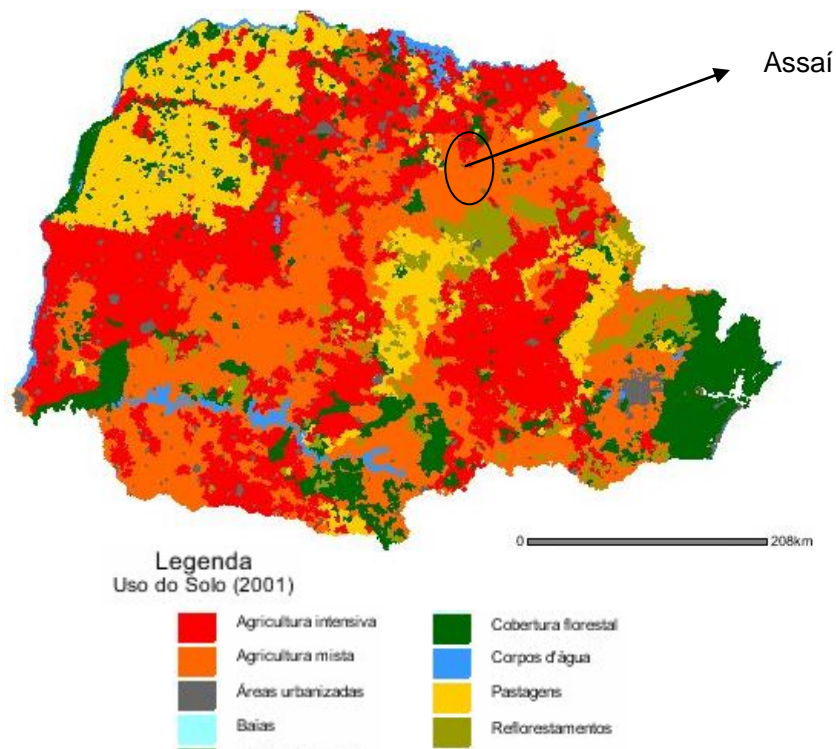 Assaí
0 208km
Legenda
Uso do Solo (2001)
Agricultura intensiva
Agricultura mista
Áreas urbanizadas
Baias
Cobertura florestal
Corpos d'água
Pastagens
Reflorestamentos